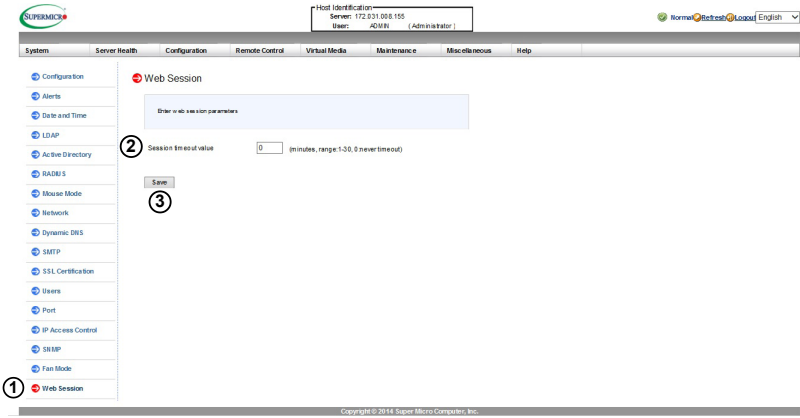 SUPERMICR
Host Identification
Server: 172.031.008.155
User: ADMIN (Administrator)
Normal Refresh Logout English
System Server Health Configuration Remote Control Virtual Media Maintenance Miscellaneous Help
Configuration
Alerts
Date and Time
LDAP
Active Directory
RADIUS
Mouse Mode
Network
Dynamic DNS
SMTP
SSL Certification
Users
Port
IP Access Control
SNMP
Fan Mode
1 Web Session
Web Session
Enter web session parameters
2 Session timeout value 0 (minutes, range:1-30, 0:never timeout)
Save
3
Copyright © 2014 Super Micro Computer, Inc.